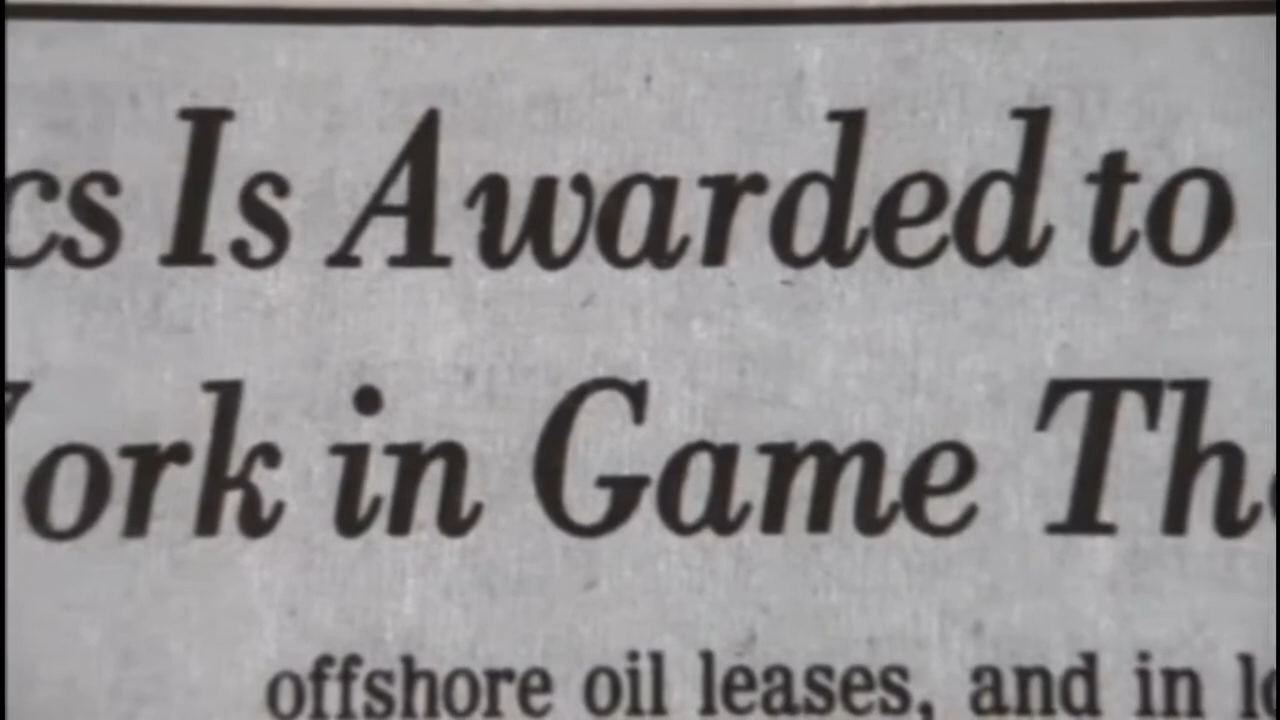 cs Is Awarded to
ork in Game Th
offshore oil leases, and in